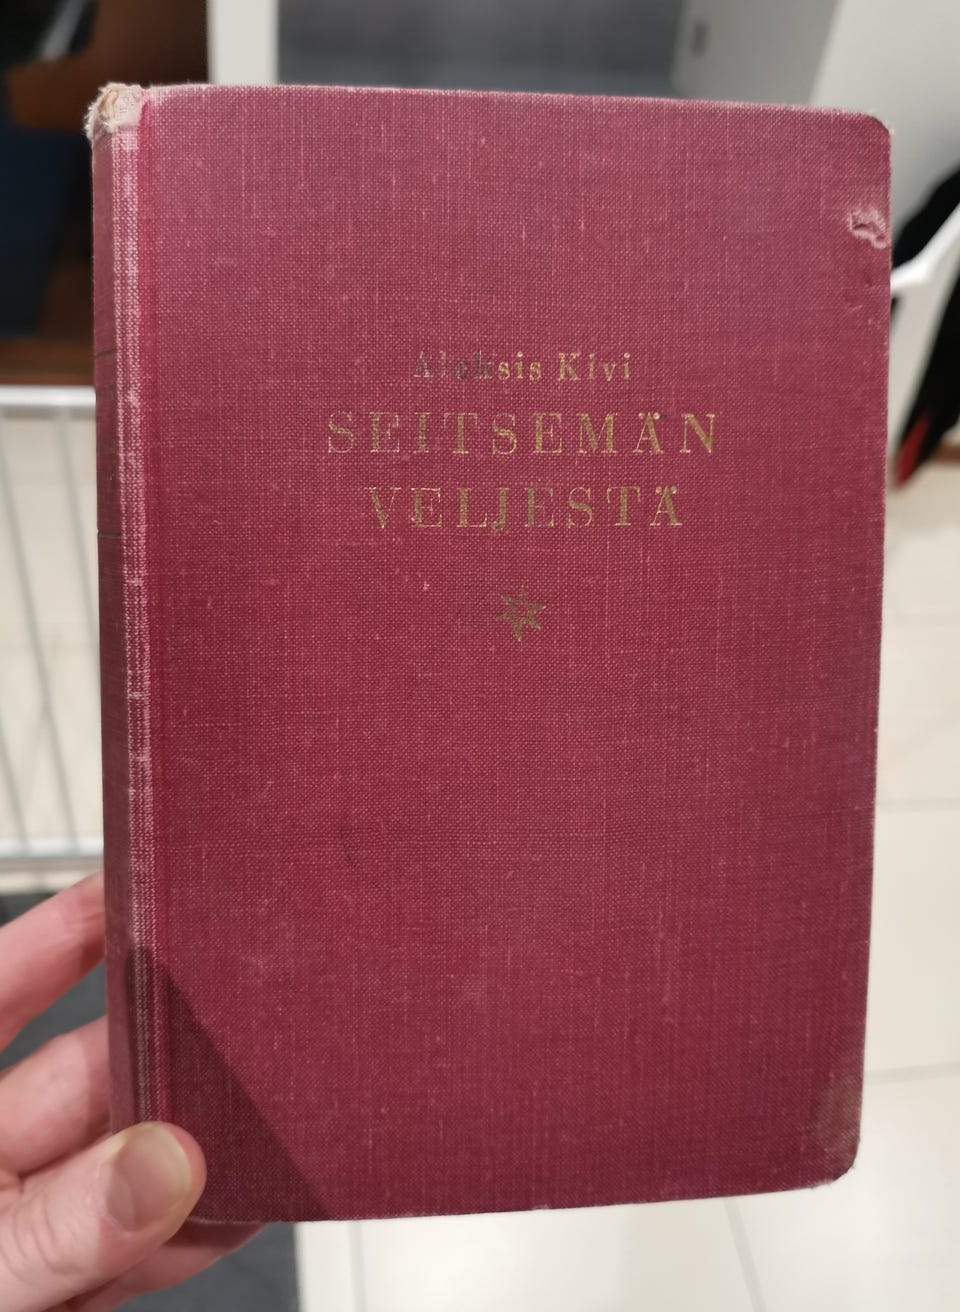 Aleksis Kivi
SEITSEMÄN
VELJESTÄ